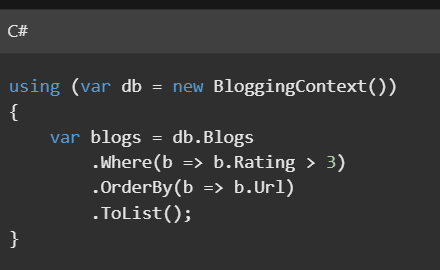 C#
using (var db = new BloggingContext())
{
    var blogs = db.Blogs
        .Where(b => b.Rating > 3)
        .OrderBy(b => b.Url)
        .ToList();
}